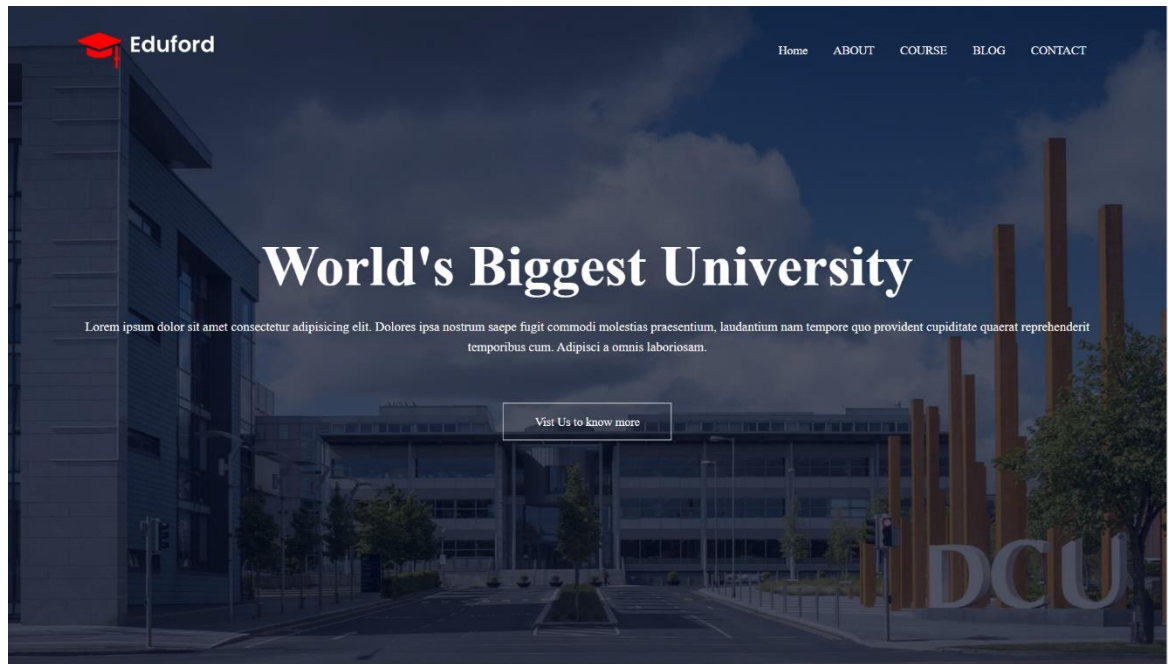 Eduford
Home ABOUT COURSE BLOG CONTACT
World's Biggest University
Lorem ipsum dolor sit amet consectetur adipisicing elit. Dolores ipsa nostrum saepe fugit commodi molestias praesentium, laudantium nam tempore quo provident cupiditate quaerat reprehenderit
temporibus cum. Adipisci a omnis laboriosam.
Vist Us to know more
DCU